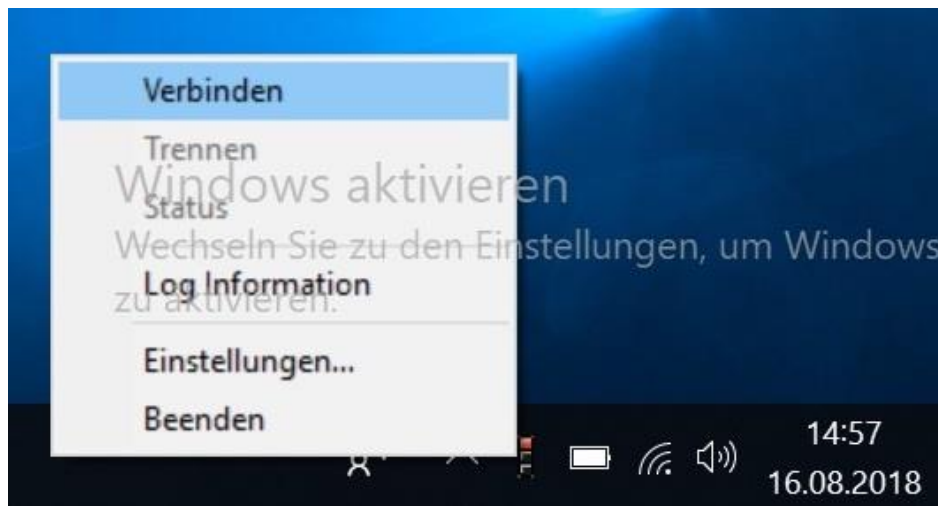 Verbinden
Trennen
Windows aktivieren
Status
Wechseln Sie zu den Einstellungen, um Windows
Log Information
zu aktivieren.
Einstellungen...
Beenden
14:57
16.08.2018